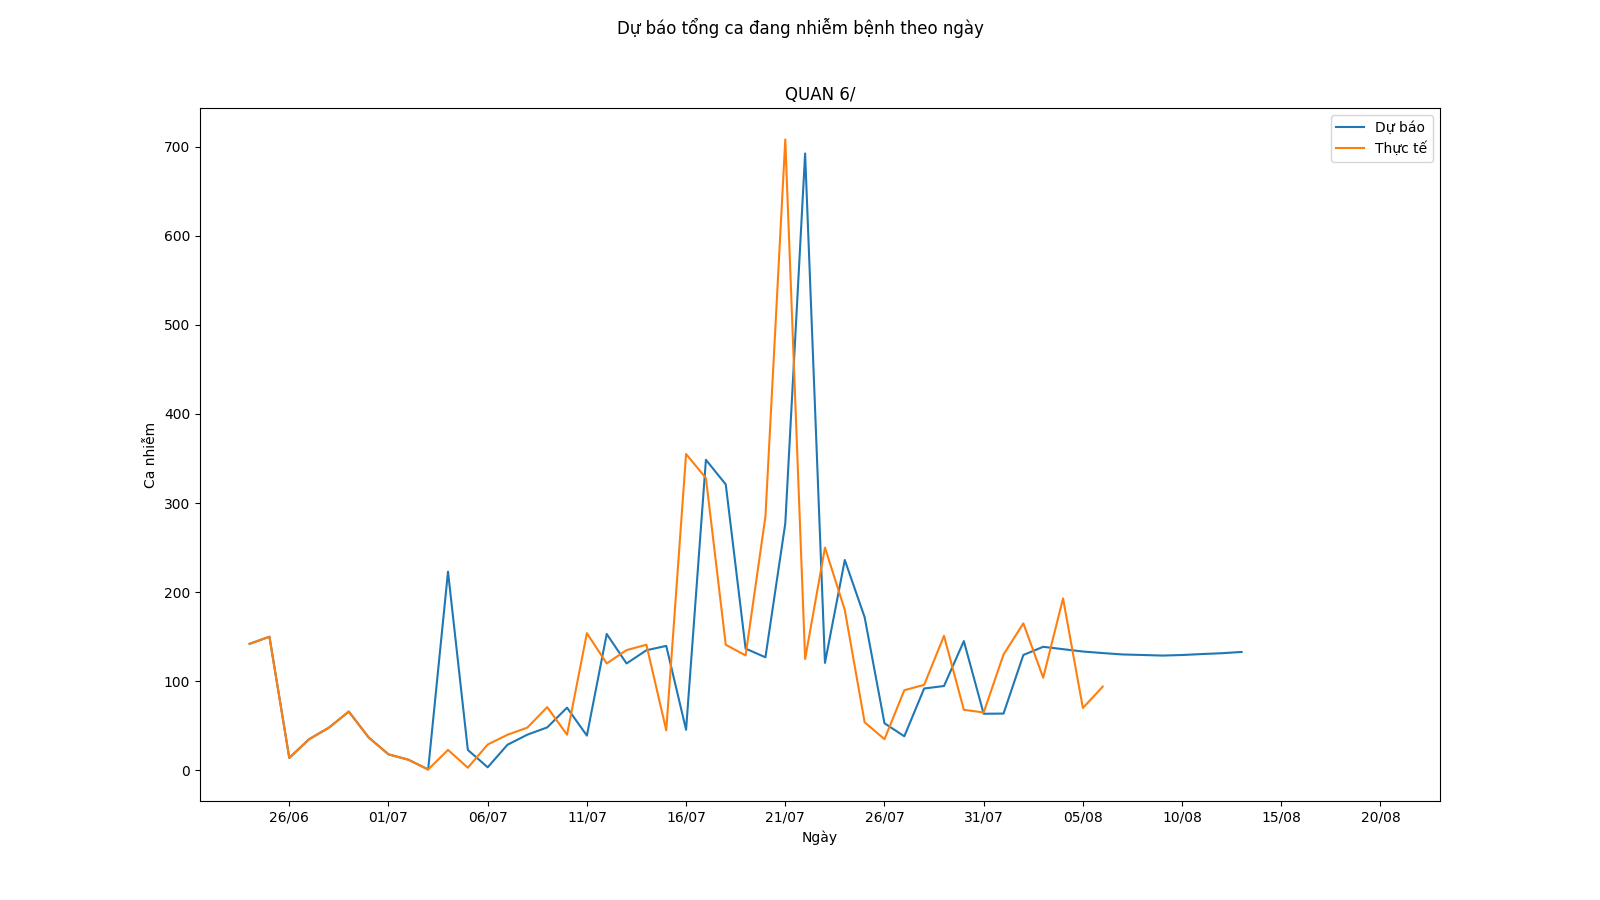 Dự báo tổng ca đang nhiễm bệnh theo ngày
QUAN 6/
Dự báo
Thực tế
700
600
500
400
300
200
100
0
Ca nhiễm
26/06 01/07 06/07 11/07 16/07 21/07 26/07 31/07 05/08 10/08 15/08 20/08
Ngày